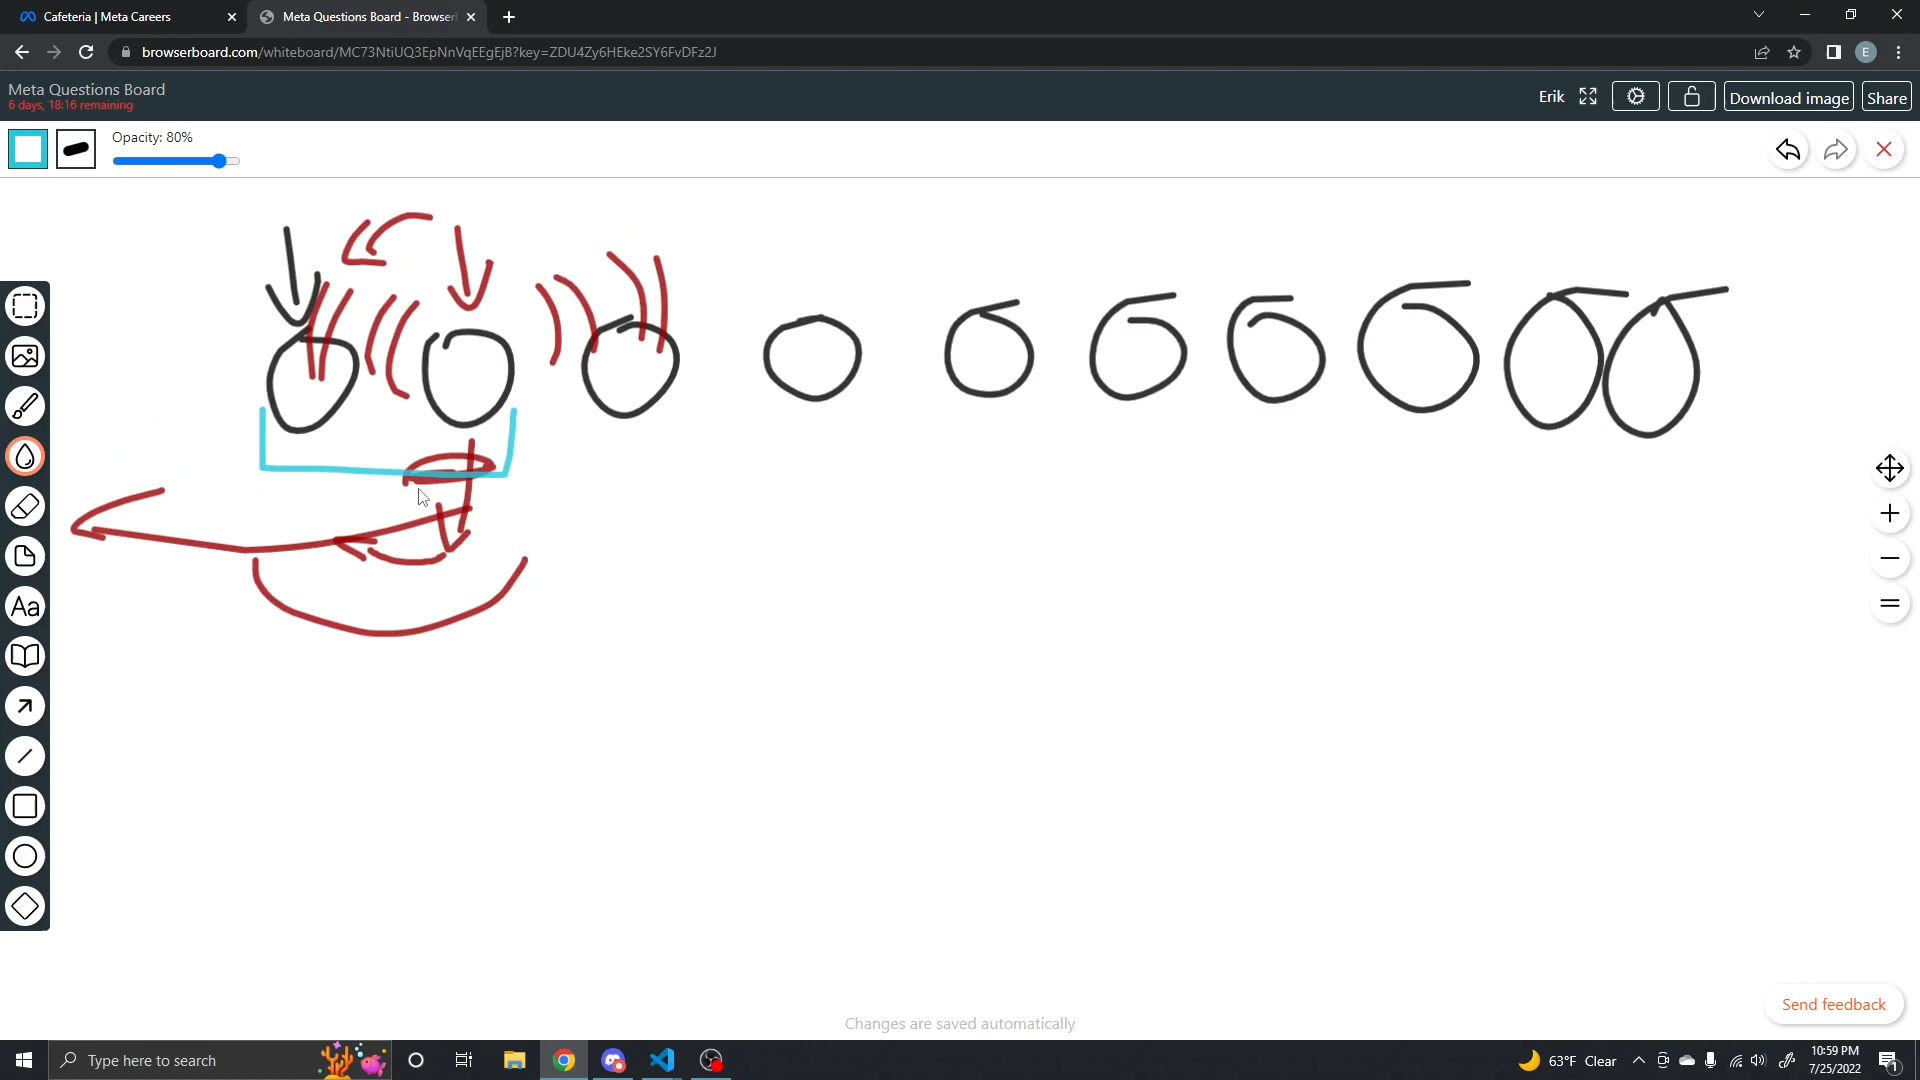 Cafeteria | Meta Careers
Meta Questions Board - Browserl
browserboard.com/whiteboard/MC73NtiUQ3EpNnVqEEgEjB?key=ZDU4Zy6HEke2SY6FvDFz2J
E
Meta Questions Board
6 days, 18:16 remaining
Erik
Download image
Share
Opacity: 80%
Aa
Send feedback
Changes are saved automatically
Type here to search
63°F Clear
10:59 PM
7/25/2022
1